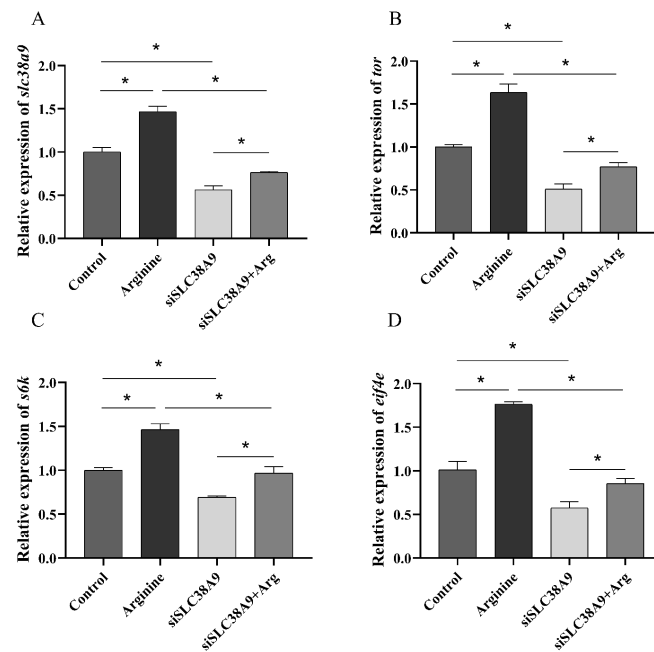 A
Relative expression of slc38a9
2.0
1.5
1.0
0.5
0.0
* * * *
Control
Arginine
siSLC38A9
siSLC38A9+Arg
B
Relative expression of tor
2.0
1.5
1.0
0.5
0.0
* * * *
Control
Arginine
siSLC38A9
siSLC38A9+Arg
C
Relative expression of s6k
2.0
1.5
1.0
0.5
0.0
* * * *
Control
Arginine
siSLC38A9
siSLC38A9+Arg
D
Relative expression of eif4e
2.0
1.5
1.0
0.5
0.0
* * * *
Control
Arginine
siSLC38A9
siSLC38A9+Arg